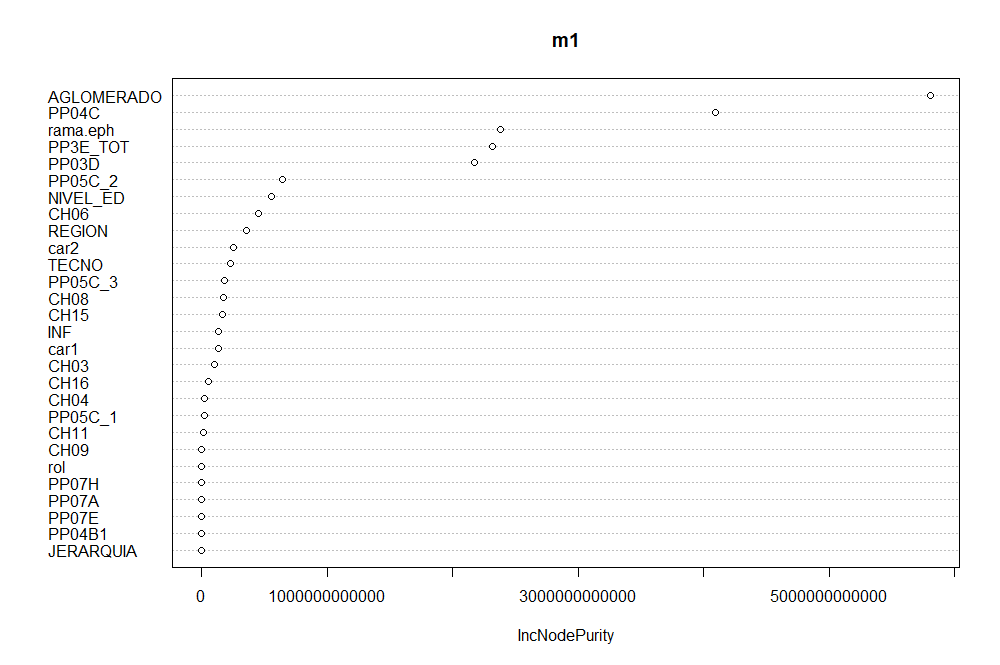 m1
AGLOMERADO
PP04C
rama.eph
PP3E_TOT
PP03D
PP05C_2
NIVEL_ED
CH06
REGION
car2
TECNO
PP05C_3
CH08
CH15
INF
car1
CH03
CH16
CH04
PP05C_1
CH11
CH09
rol
PP07H
PP07A
PP07E
PP04B1
JERARQUIA
0 1000000000000 3000000000000 5000000000000
IncNodePurity